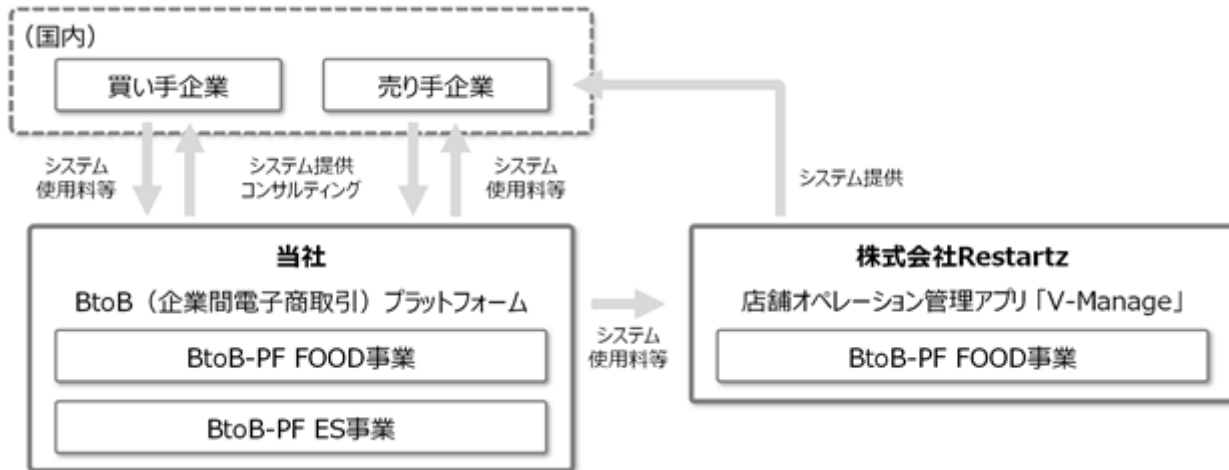 （国内）
買い手企業
売り手企業
システム
使用料等
システム提供
コンサルティング
システム
使用料等
システム提供
当社
BtoB（企業間電子商取引）プラットフォーム
BtoB-PF FOOD事業
BtoB-PF ES事業
システム
使用料等
株式会社Restartz
店舗オペレーション管理アプリ「V-Manage」
BtoB-PF FOOD事業